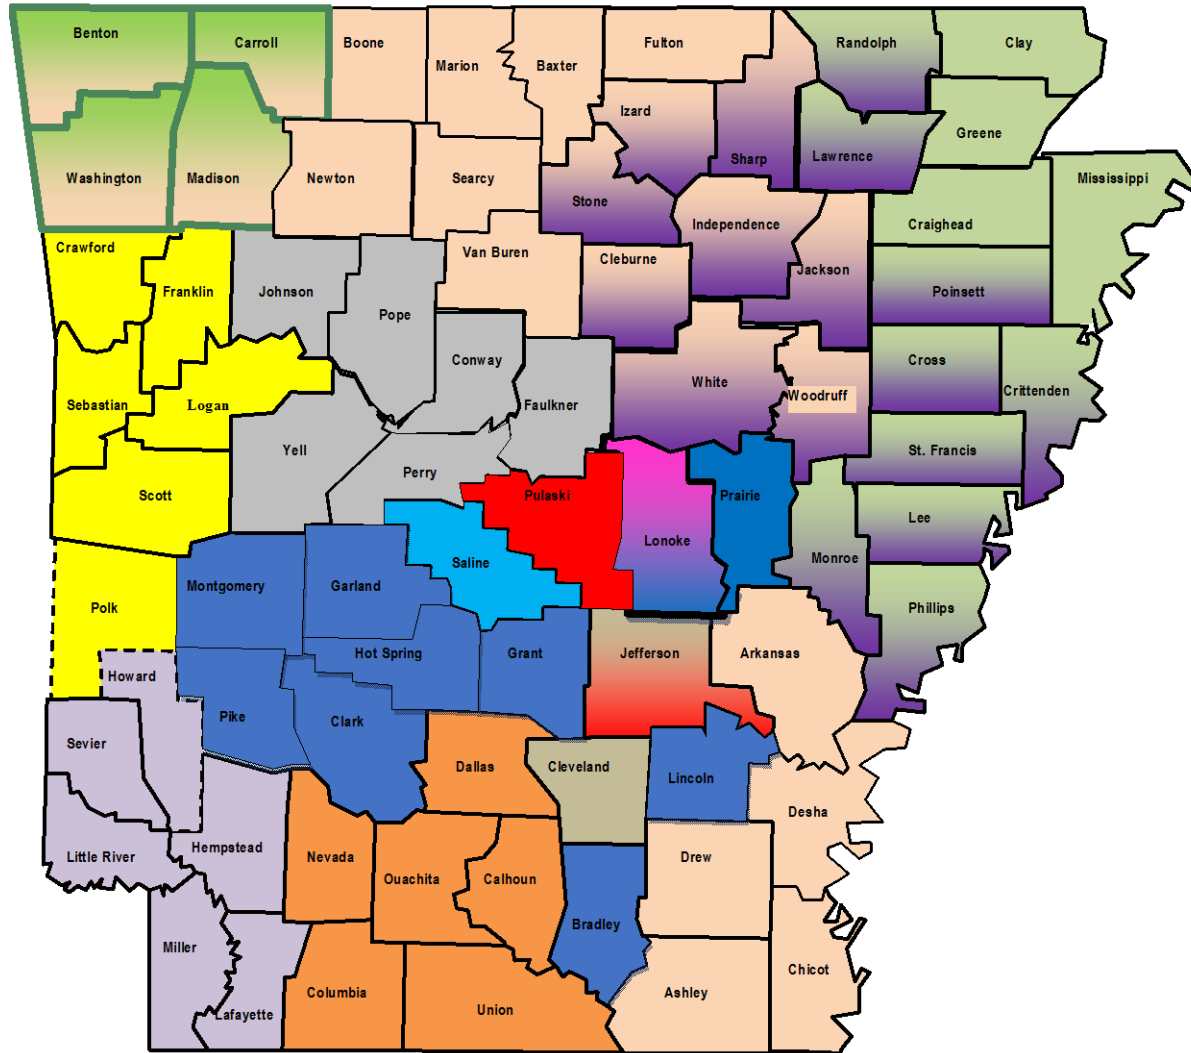 Benton
Carroll
Boone
Marion
Baxter
Fulton
Randolph
Clay
Izard
Sharp
Lawrence
Greene
Washington
Madison
Newton
Searcy
Stone
Mississippi
Independence
Craighead
Crawford
Franklin
Johnson
Pope
Van Buren
Cleburne
Jackson
Poinsett
Conway
White
Cross
Sebastian
Logan
Faulkner
Woodruff
Crittenden
Yell
Perry
St. Francis
Scott
Pulaski
Prairie
Lee
Lonoke
Saline
Monroe
Polk
Montgomery
Garland
Phillips
Howard
Hot Spring
Grant
Jefferson
Arkansas
Pike
Clark
Sevier
Dallas
Cleveland
Lincoln
Desha
Little River
Hempstead
Nevada
Ouachita
Calhoun
Drew
Bradley
Miller
Chicot
Lafayette
Columbia
Union
Ashley